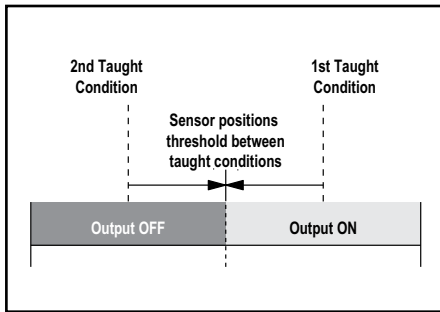 2nd Taught
Condition
1st Taught
Condition
Sensor positions
threshold between
taught conditions
Output OFF
Output ON